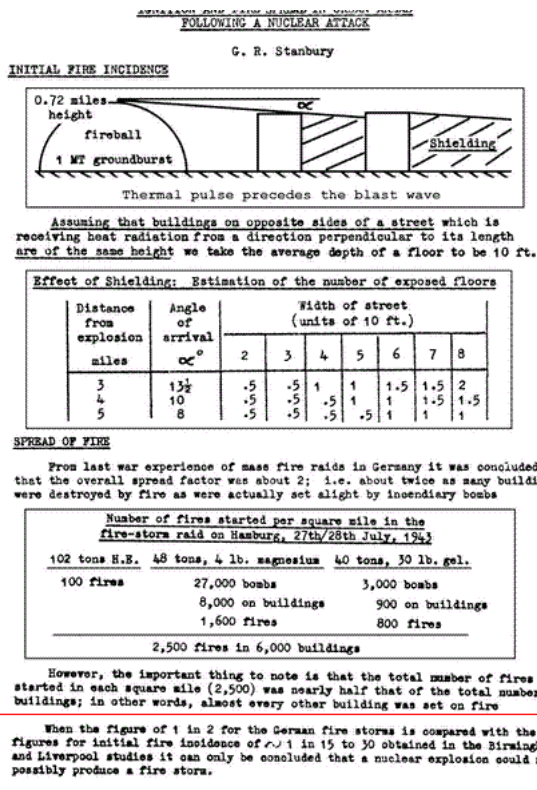 IGNITION AND FIRE SPREAD IN URBAN AREAS
FOLLOWING A NUCLEAR ATTACK
G. R. Stanbury
INITIAL FIRE INCIDENCE
0.72 miles
height
fireball
1 MT groundburst
∝
Shielding
Thermal pulse precedes the blast wave
Assuming that buildings on opposite sides of a street which is
receiving heat radiation from a direction perpendicular to its length
are of the same height we take the average depth of a floor to be 10 ft.
Effect of Shielding: Estimation of the number of exposed floors
Distance from explosion miles Angle of arrival ∝° Width of street (units of 10 ft.)
2 3 4 5 6 7 8
3 13½ .5 .5 1 1 1.5 1.5 2
4 10 .5 .5 .5 1 1 1.5 1.5
5 8 .5 .5 .5 .5 1 1 1
SPREAD OF FIRE
From last war experience of mass fire raids in Germany it was concluded
that the overall spread factor was about 2; i.e. about twice as many buildi
were destroyed by fire as were actually set alight by incendiary bombs
Number of fires started per square mile in the
fire-storm raid on Hamburg, 27th/28th July, 1943
102 tons H.E. 48 tons, 4 lb. magnesium 40 tons, 30 lb. gel.
100 fires 27,000 bombs 3,000 bombs
8,000 on buildings 900 on buildings
1,600 fires 800 fires
2,500 fires in 6,000 buildings
However, the important thing to note is that the total number of fires
started in each square mile (2,500) was nearly half that of the total number
buildings; in other words, almost every other building was set on fire
When the figure of 1 in 2 for the German fire storms is compared with the
figures for initial fire incidence of ∼ 1 in 15 to 30 obtained in the Birmingh
and Liverpool studies it can only be concluded that a nuclear explosion could
possibly produce a fire storm.